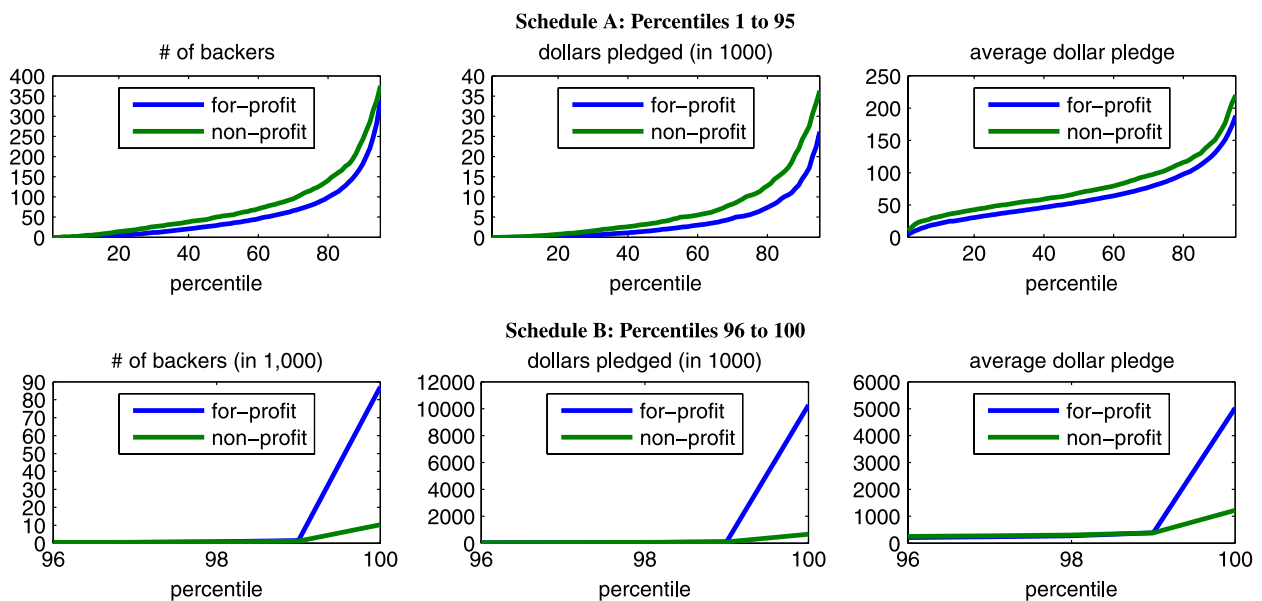 Schedule A: Percentiles 1 to 95
# of backers
400
350
300
250
200
150
100
50
0
for-profit
non-profit
20 40 60 80
percentile
dollars pledged (in 1000)
40
35
30
25
20
15
10
5
0
for-profit
non-profit
20 40 60 80
percentile
average dollar pledge
250
200
150
100
50
0
for-profit
non-profit
20 40 60 80
percentile
Schedule B: Percentiles 96 to 100
# of backers (in 1,000)
90
80
70
60
50
40
30
20
10
0
for-profit
non-profit
96 98 100
percentile
dollars pledged (in 1000)
12000
10000
8000
6000
4000
2000
0
for-profit
non-profit
96 98 100
percentile
average dollar pledge
6000
5000
4000
3000
2000
1000
0
for-profit
non-profit
96 98 100
percentile